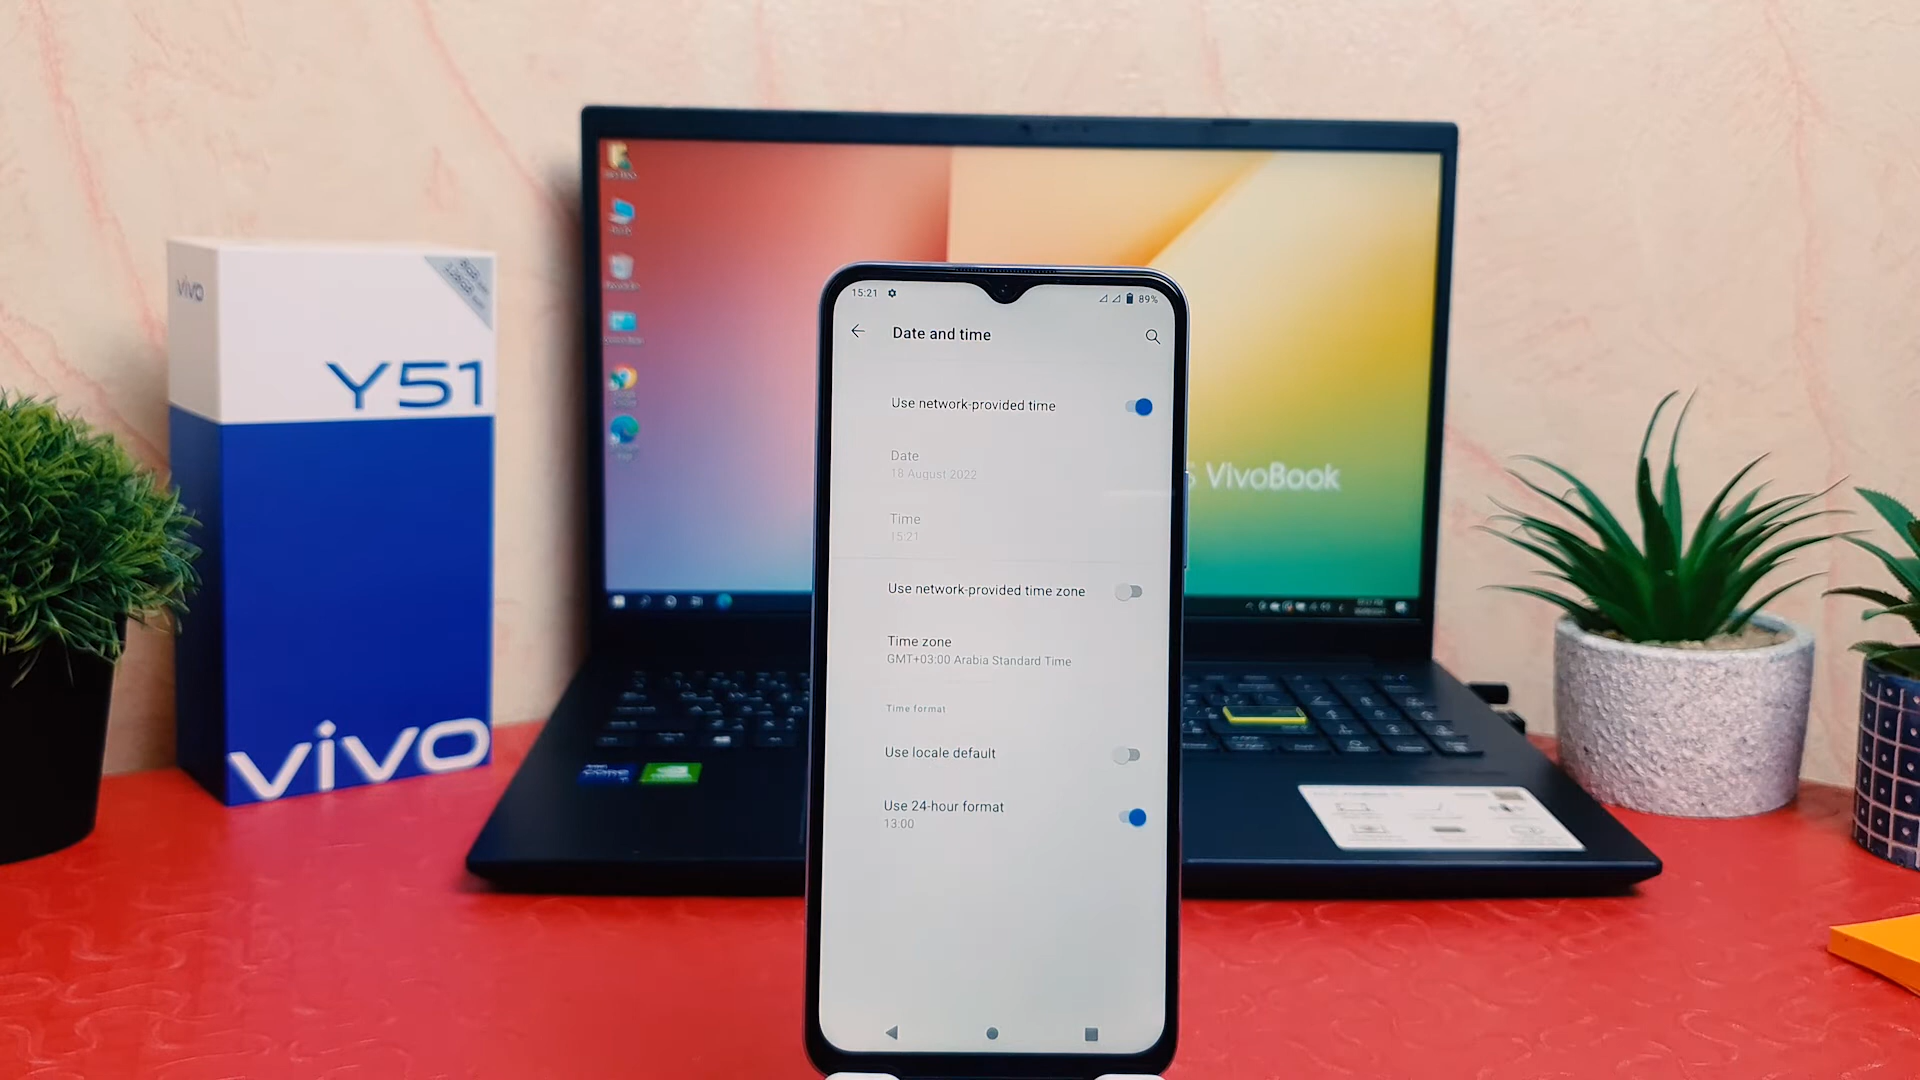 vivo
Y51
vivo
VivoBook
15:21
89%
Date and time
Use network-provided time
Date
18 August 2022
Time
15:21
Use network-provided time zone
Time zone
GMT+03:00 Arabia Standard Time
Time format
Use locale default
Use 24-hour format
13:00